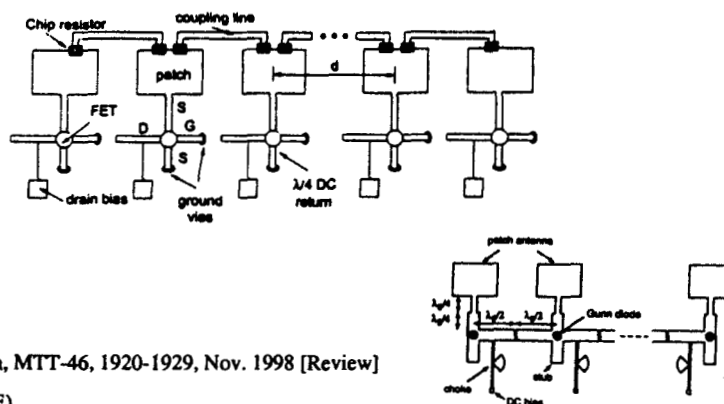 Chip resistor
coupling line
patch
d
FET
S
D
G
S
drain bias
ground
vias
λ/4 DC
return
patch antenna
λg/4
λg/4
λg/2
λg/2
Gunn diode
choke
stub
DC bias
, MTT-46, 1920-1929, Nov. 1998 [Review]